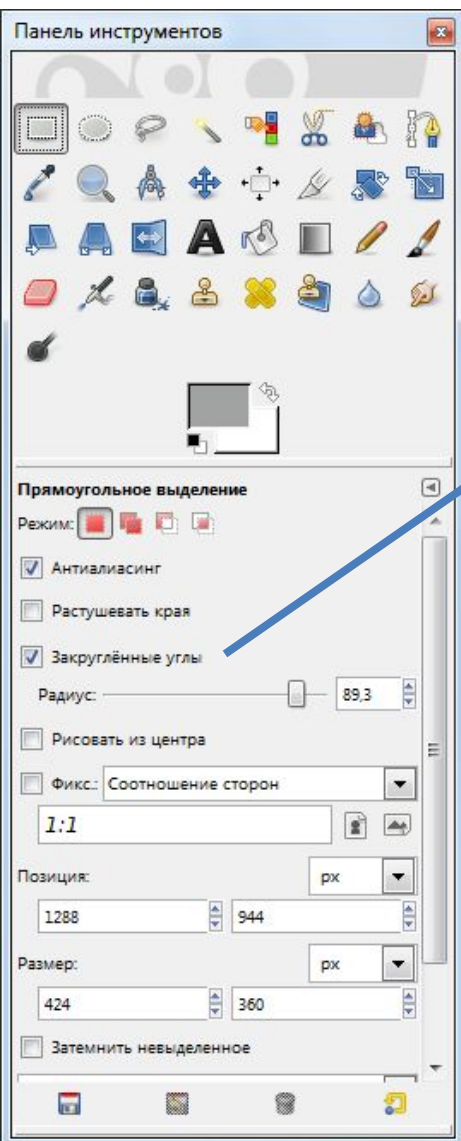 Панель инструментов
Прямоугольное выделение
Режим:
Антиалиасинг
Растушевать края
Закруглённые углы
Радиус: 89,3
Рисовать из центра
Фикс.: Соотношение сторон
1:1
Позиция: px
1288 944
Размер: px
424 360
Затемнить невыделенное